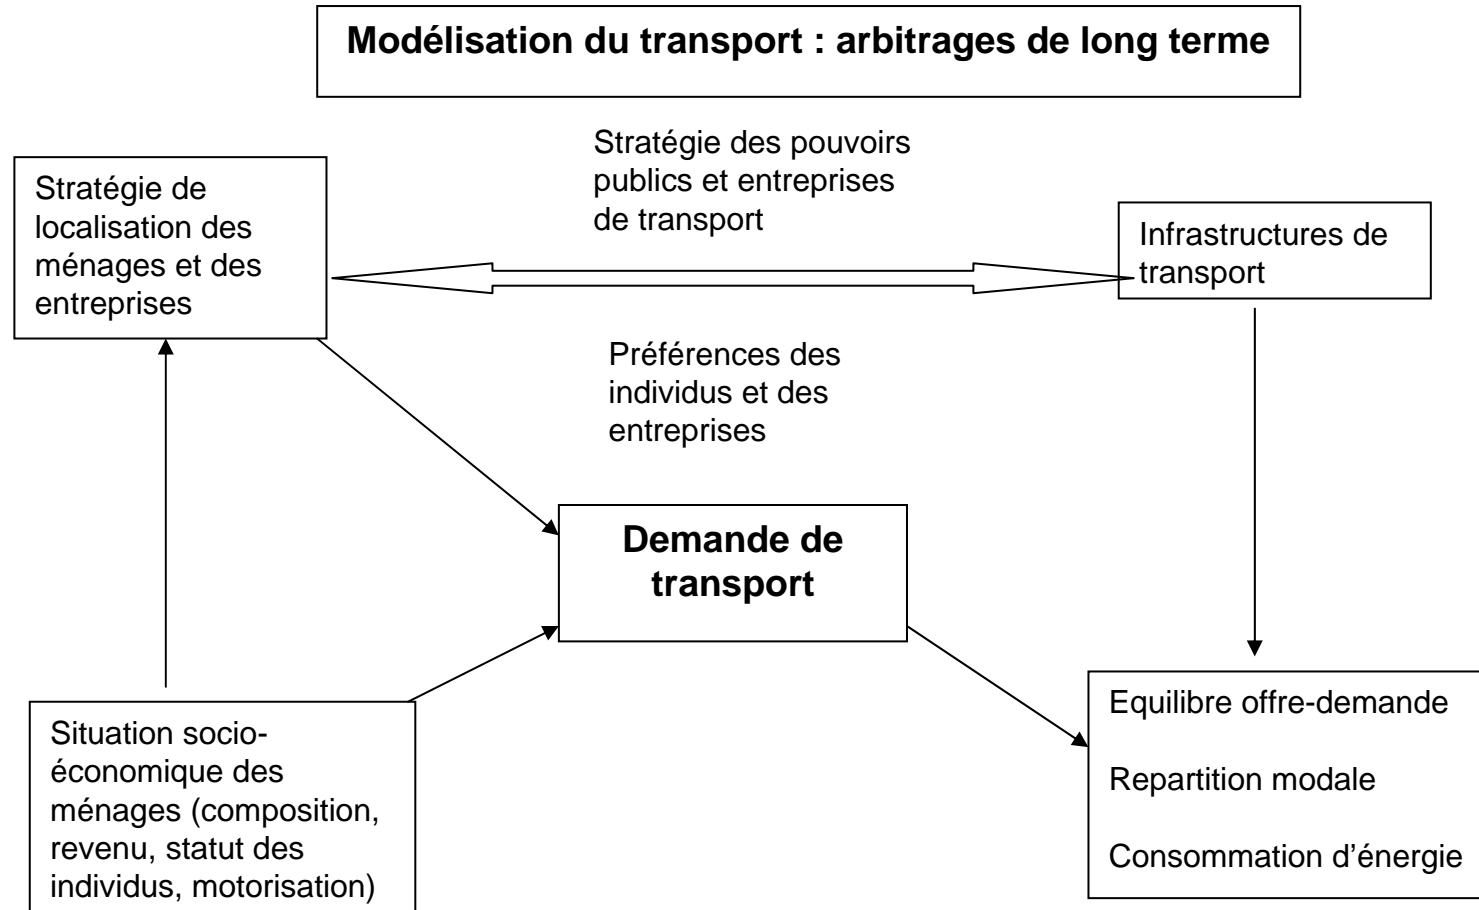 Modélisation du transport : arbitrages de long terme
Stratégie des pouvoirs
publics et entreprises
de transport
Stratégie de
localisation des
ménages et des
entreprises
Infrastructures de
transport
Préférences des
individus et des
entreprises
Demande de
transport
Situation socio-
économique des
ménages (composition,
revenu, statut des
individus, motorisation)
Equilibre offre-demande
Repartition modale
Consommation d’énergie